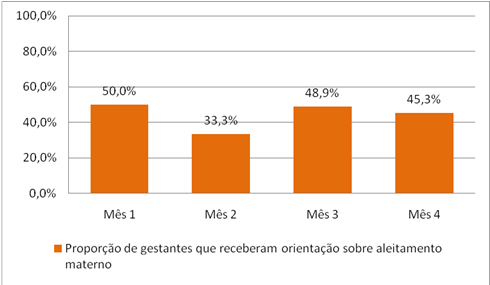 100,0%
80,0%
60,0%
40,0%
20,0%
0,0%
50,0%
33,3%
48,9%
45,3%
Mês 1
Mês 2
Mês 3
Mês 4
Proporção de gestantes que receberam orientação sobre aleitamento
materno